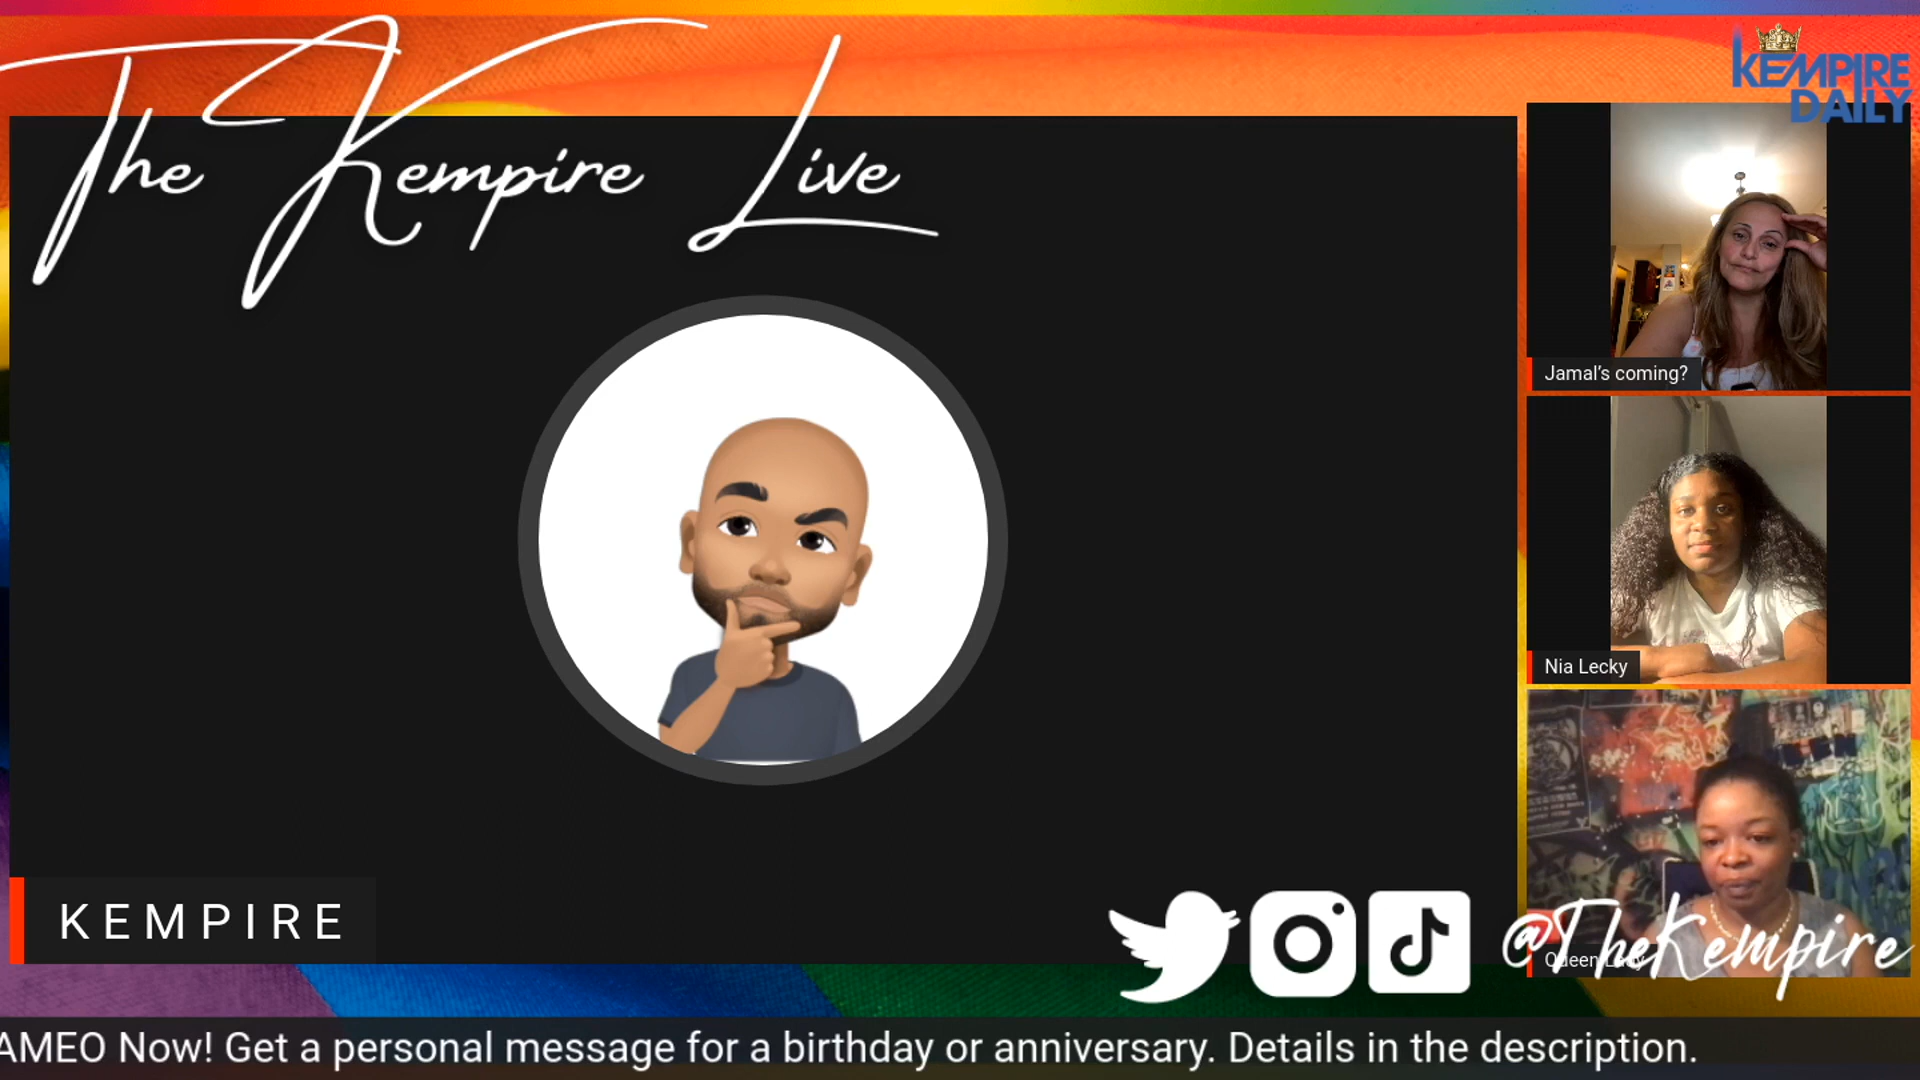 The Kempire Live
KEMPIRE
DAILY
Jamal’s coming?
Nia Lecky
KEMPIRE
Queen
@TheKempire
AMEO Now! Get a personal message for a birthday or anniversary. Details in the description.